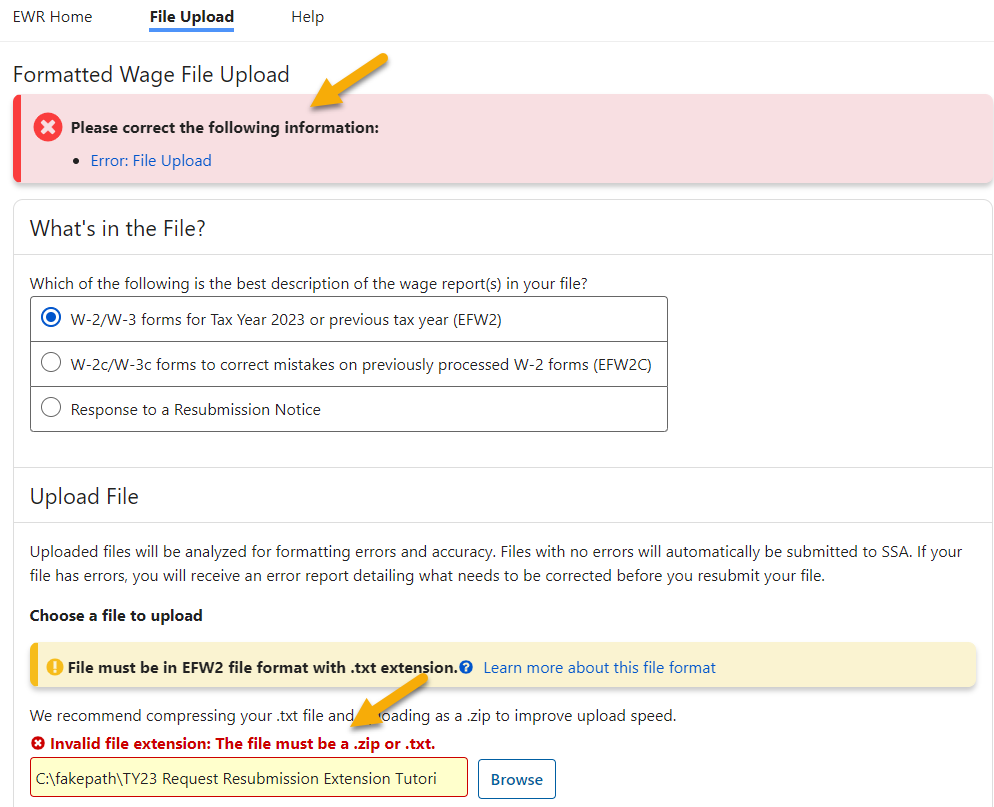 EWR Home File Upload Help
Formatted Wage File Upload
Please correct the following information:
• Error: File Upload
What's in the File?
Which of the following is the best description of the wage report(s) in your file?
W-2/W-3 forms for Tax Year 2023 or previous tax year (EFW2)
W-2c/W-3c forms to correct mistakes on previously processed W-2 forms (EFW2C)
Response to a Resubmission Notice
Upload File
Uploaded files will be analyzed for formatting errors and accuracy. Files with no errors will automatically be submitted to SSA. If your
file has errors, you will receive an error report detailing what needs to be corrected before you resubmit your file.
Choose a file to upload
File must be in EFW2 file format with .txt extension. Learn more about this file format
We recommend compressing your .txt file and uploading as a .zip to improve upload speed.
Invalid file extension: The file must be a .zip or .txt.
C:\fakepath\TY23 Request Resubmission Extension Tutori Browse